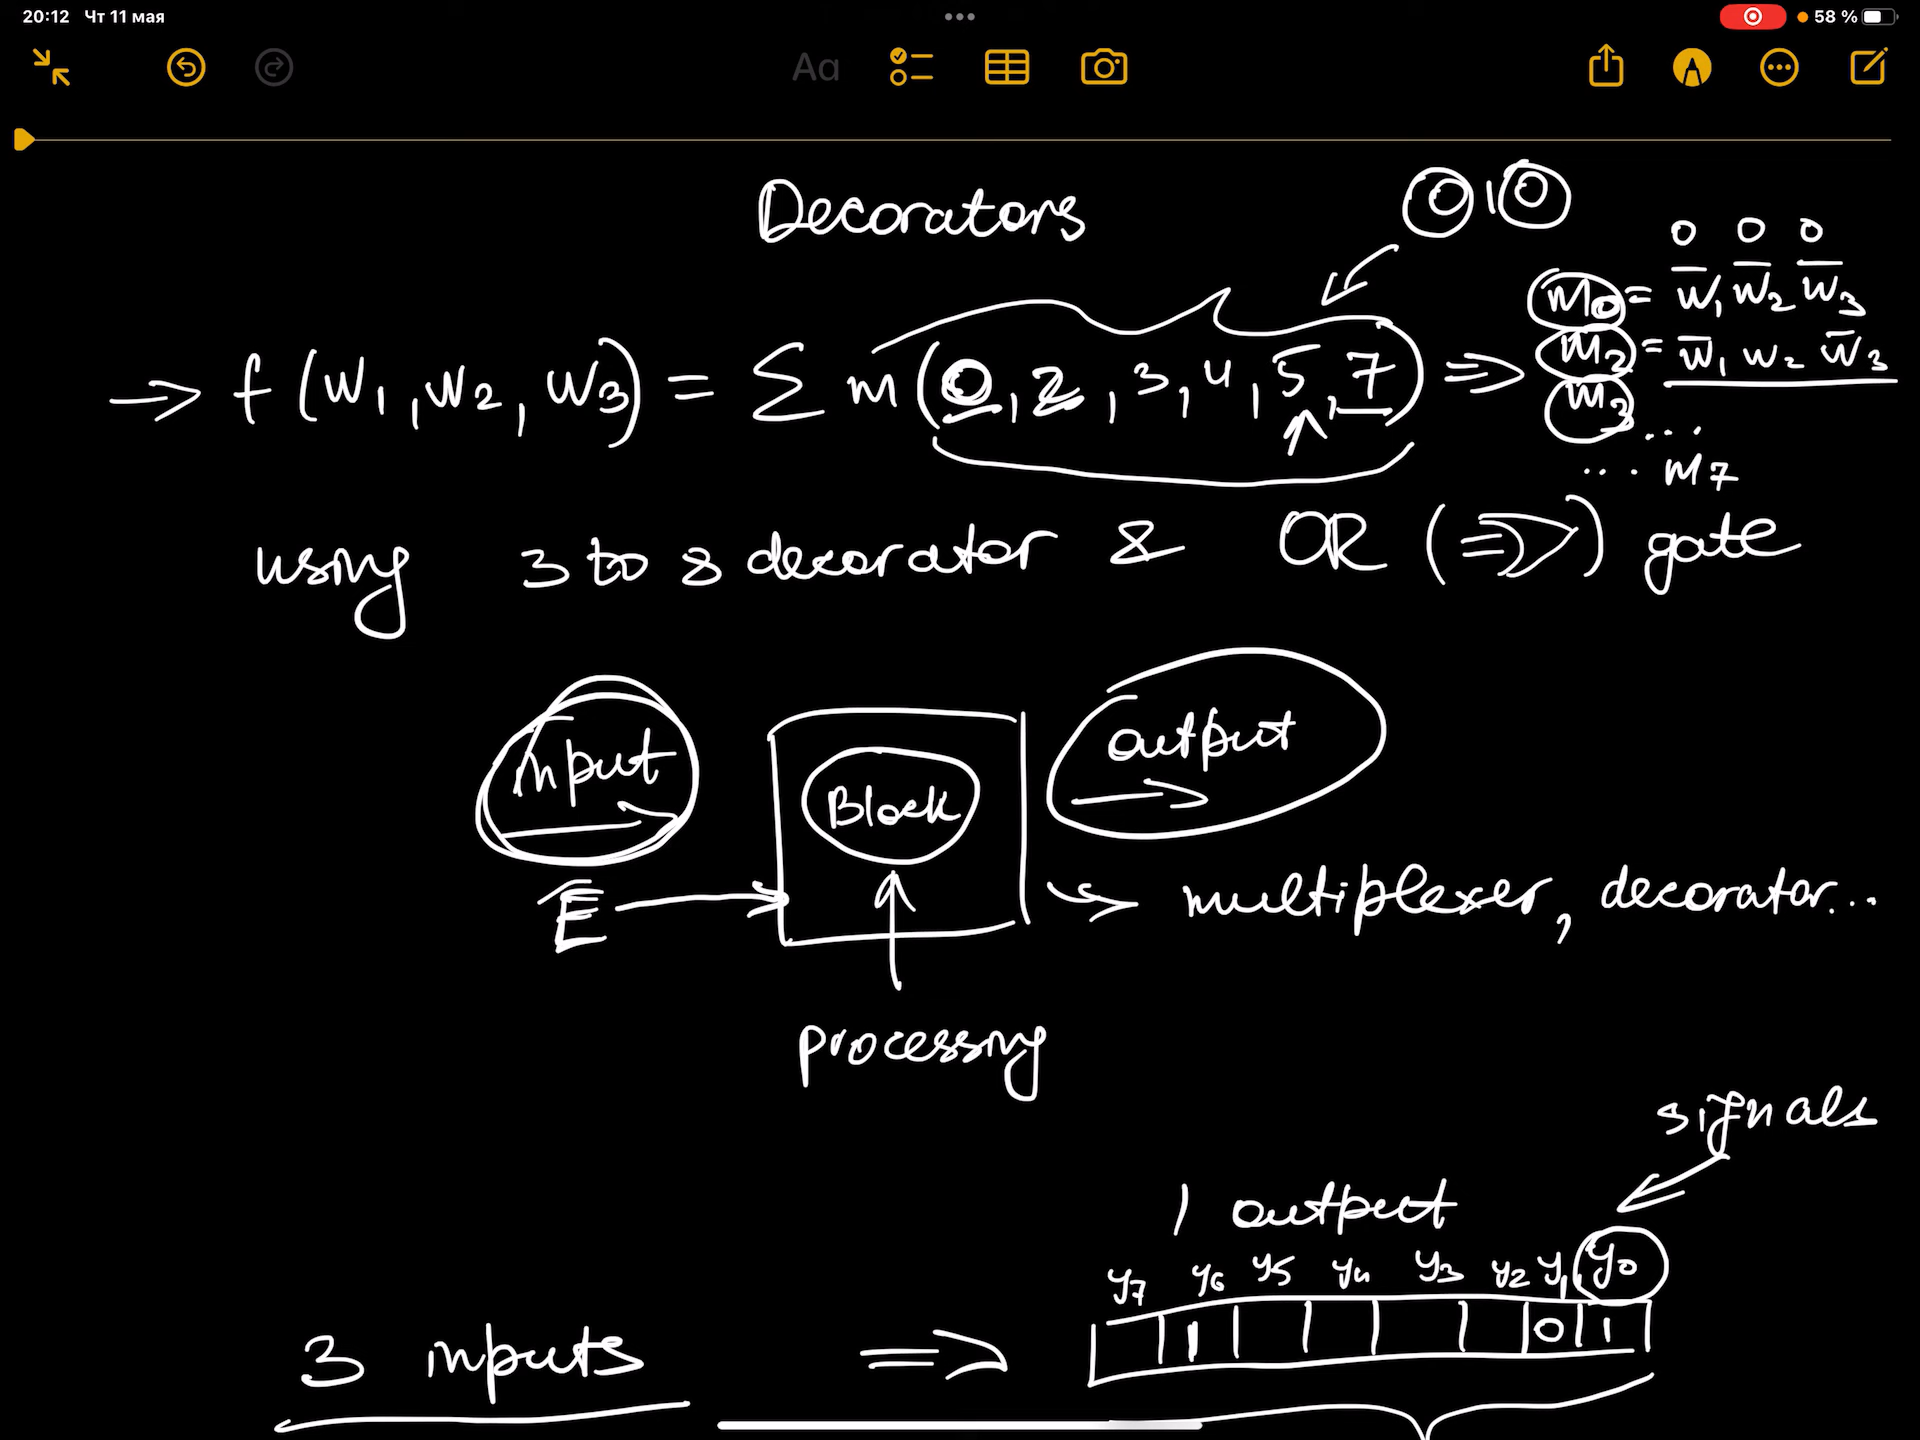 20:12 Чт 11 мая
58 %
Aa
Decorators
010
0 0 0
f (W1, W2, W3) = Σ m (0, 2, 3, 4, 5, 7) ⇒
m0 = W̅1 W̅2 W̅3
m2 = W̅1 W2 W̅3
m3 ...
... m7
using 3 to 8 decorator & OR ( ) gate
input
Block
output
E
→ multiplexer, decorator...
processing
signals
1 output
y7 y6 y5 y4 y3 y2 y1 y0
1 0 1
3 inputs ⇒